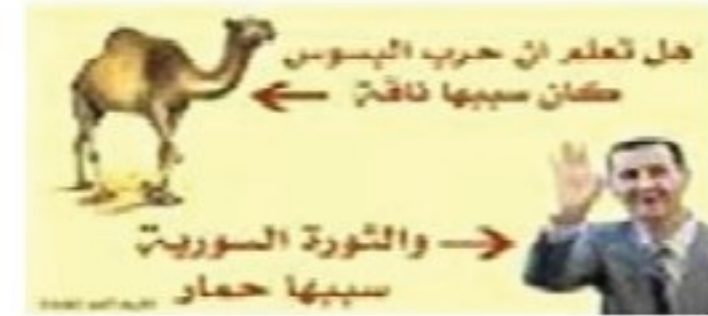 هل تعلم ان حرب البسوس
كان سببها ناقة
والثورة السورية
سببها حمار